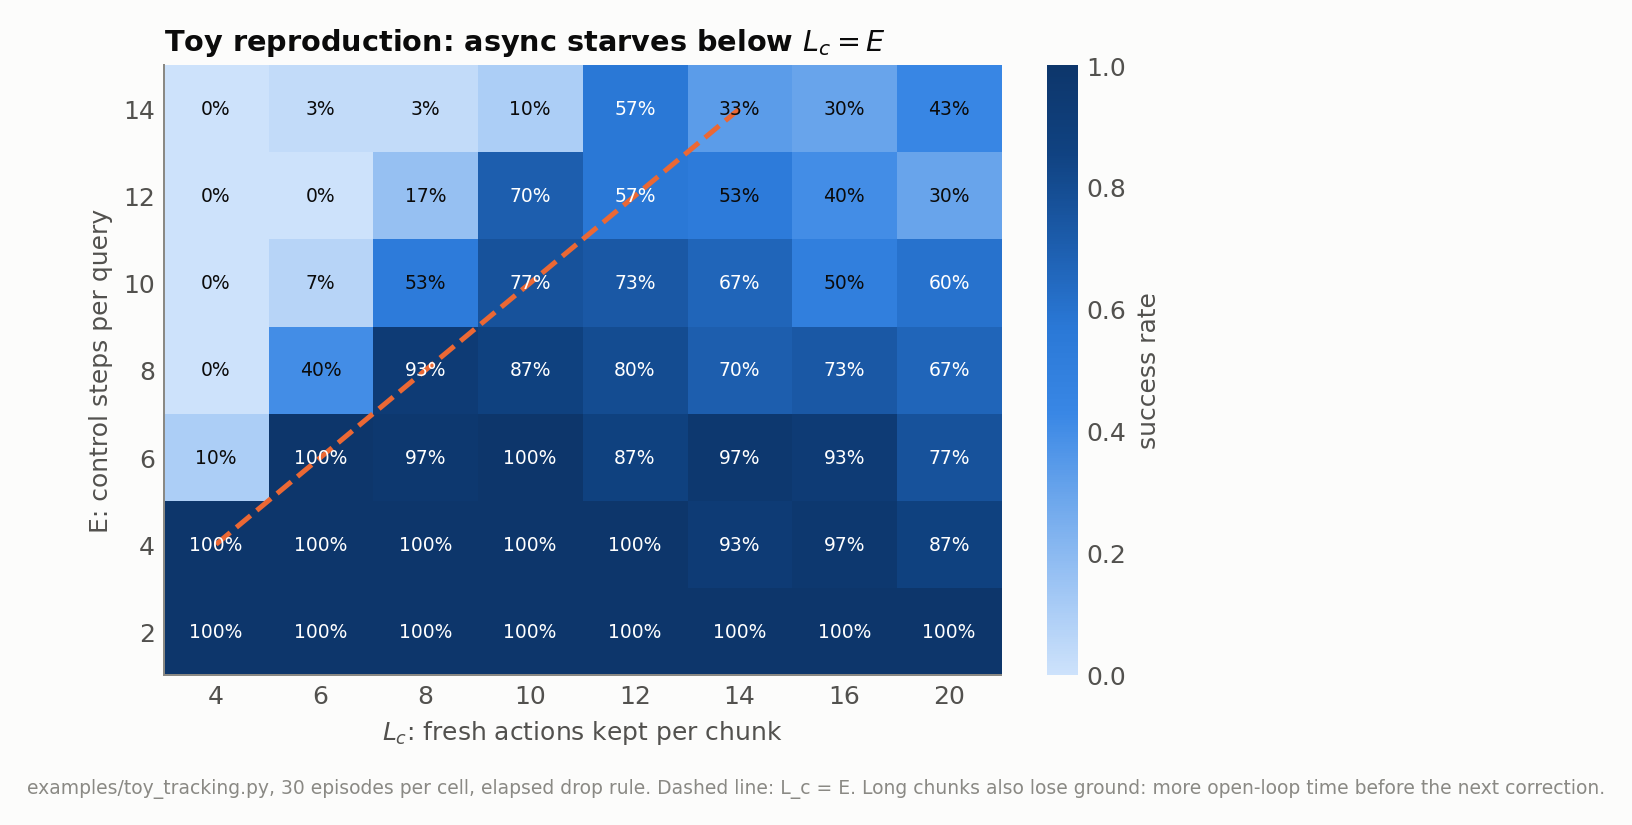 Toy reproduction: async starves below L_c = E
14 0% 3% 3% 10% 57% 33% 30% 43%
12 0% 0% 17% 70% 57% 53% 40% 30%
10 0% 7% 53% 77% 73% 67% 50% 60%
8 0% 40% 93% 87% 80% 70% 73% 67%
6 10% 100% 97% 100% 87% 97% 93% 77%
4 100% 100% 100% 100% 100% 93% 97% 87%
2 100% 100% 100% 100% 100% 100% 100% 100%
4 6 8 10 12 14 16 20
L_c: fresh actions kept per chunk
E: control steps per query
1.0
0.8
0.6
0.4
0.2
0.0
success rate
examples/toy_tracking.py, 30 episodes per cell, elapsed drop rule. Dashed line: L_c = E. Long chunks also lose ground: more open-loop time before the next correction.